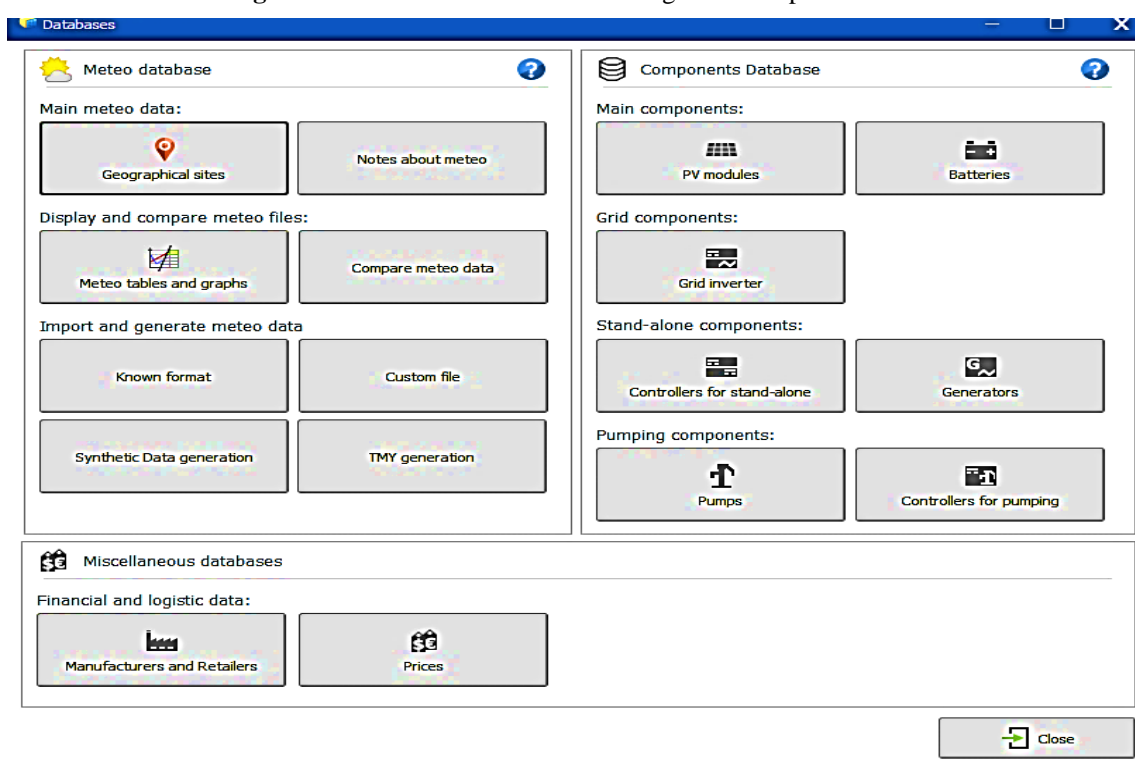 Databases
Meteo database
Main meteo data:
Geographical sites
Notes about meteo
Display and compare meteo files:
Meteo tables and graphs
Compare meteo data
Import and generate meteo data
Known format
Custom file
Synthetic Data generation
TMY generation
Components Database
Main components:
PV modules
Batteries
Grid components:
Grid inverter
Stand-alone components:
Controllers for stand-alone
G
Generators
Pumping components:
Pumps
Controllers for pumping
Miscellaneous databases
Financial and logistic data:
Manufacturers and Retailers
Prices
Close